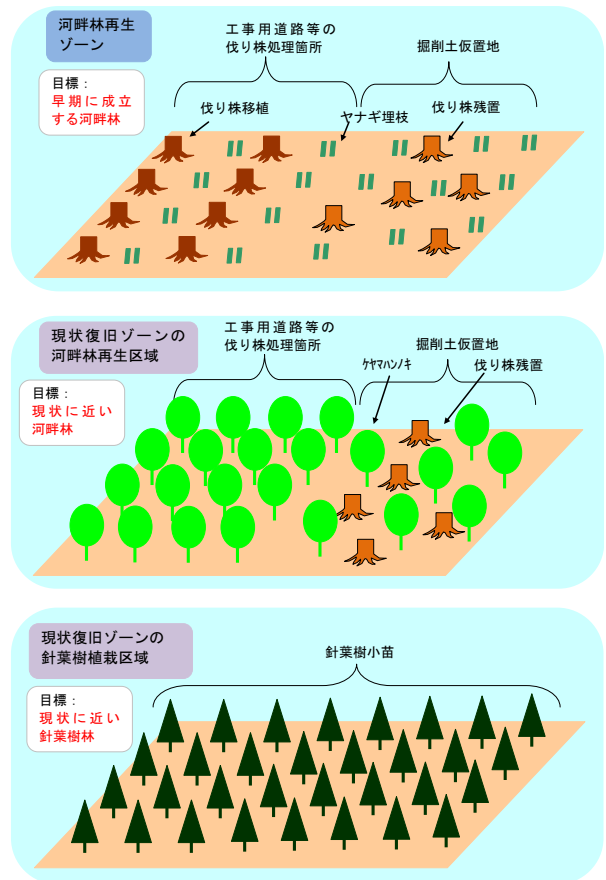 河畔林再生
ゾーン
目標：
早期に成立
する河畔林
工事用道路等の
伐り株処理箇所
掘削土仮置地
伐り株移植
ヤナギ埋枝
伐り株残置
現状復旧ゾーンの
河畔林再生区域
目標：
現状に近い
河畔林
工事用道路等の
伐り株処理箇所
掘削土仮置地
ｹﾔﾏﾊﾝﾉｷ
伐り株残置
現状復旧ゾーンの
針葉樹植栽区域
目標：
現状に近い
針葉樹林
針葉樹小苗